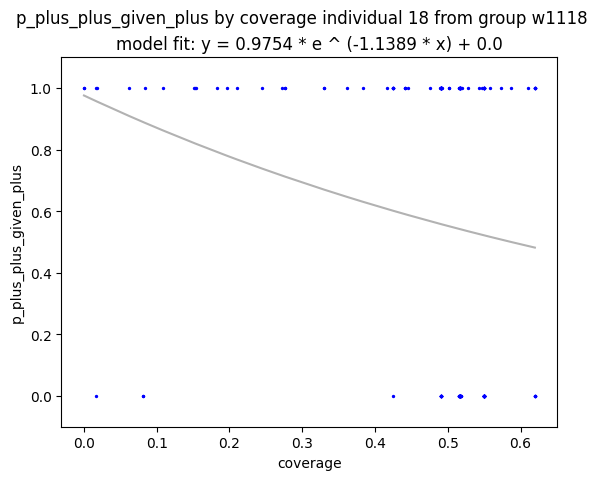 p_plus_plus_given_plus by coverage individual 18 from group w1118
model fit: y = 0.9754 * e ^ (-1.1389 * x) + 0.0
1.0
0.8
0.6
0.4
0.2
0.0
p_plus_plus_given_plus
0.0 0.1 0.2 0.3 0.4 0.5 0.6
coverage